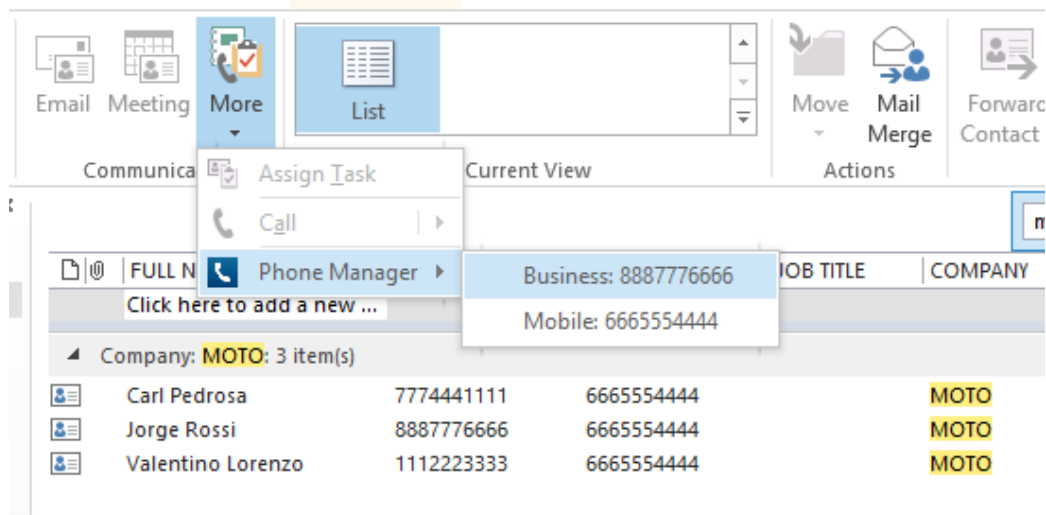 Email Meeting More
List
Move Mail Merge Forward Contact
Communica Current View Actions
Assign Task
Call
Phone Manager
Business: 8887776666
Mobile: 6665554444
FULL N JOB TITLE COMPANY
Click here to add a new ...
Company: MOTO: 3 item(s)
Carl Pedrosa 7774441111 6665554444 MOTO
Jorge Rossi 8887776666 6665554444 MOTO
Valentino Lorenzo 1112223333 6665554444 MOTO